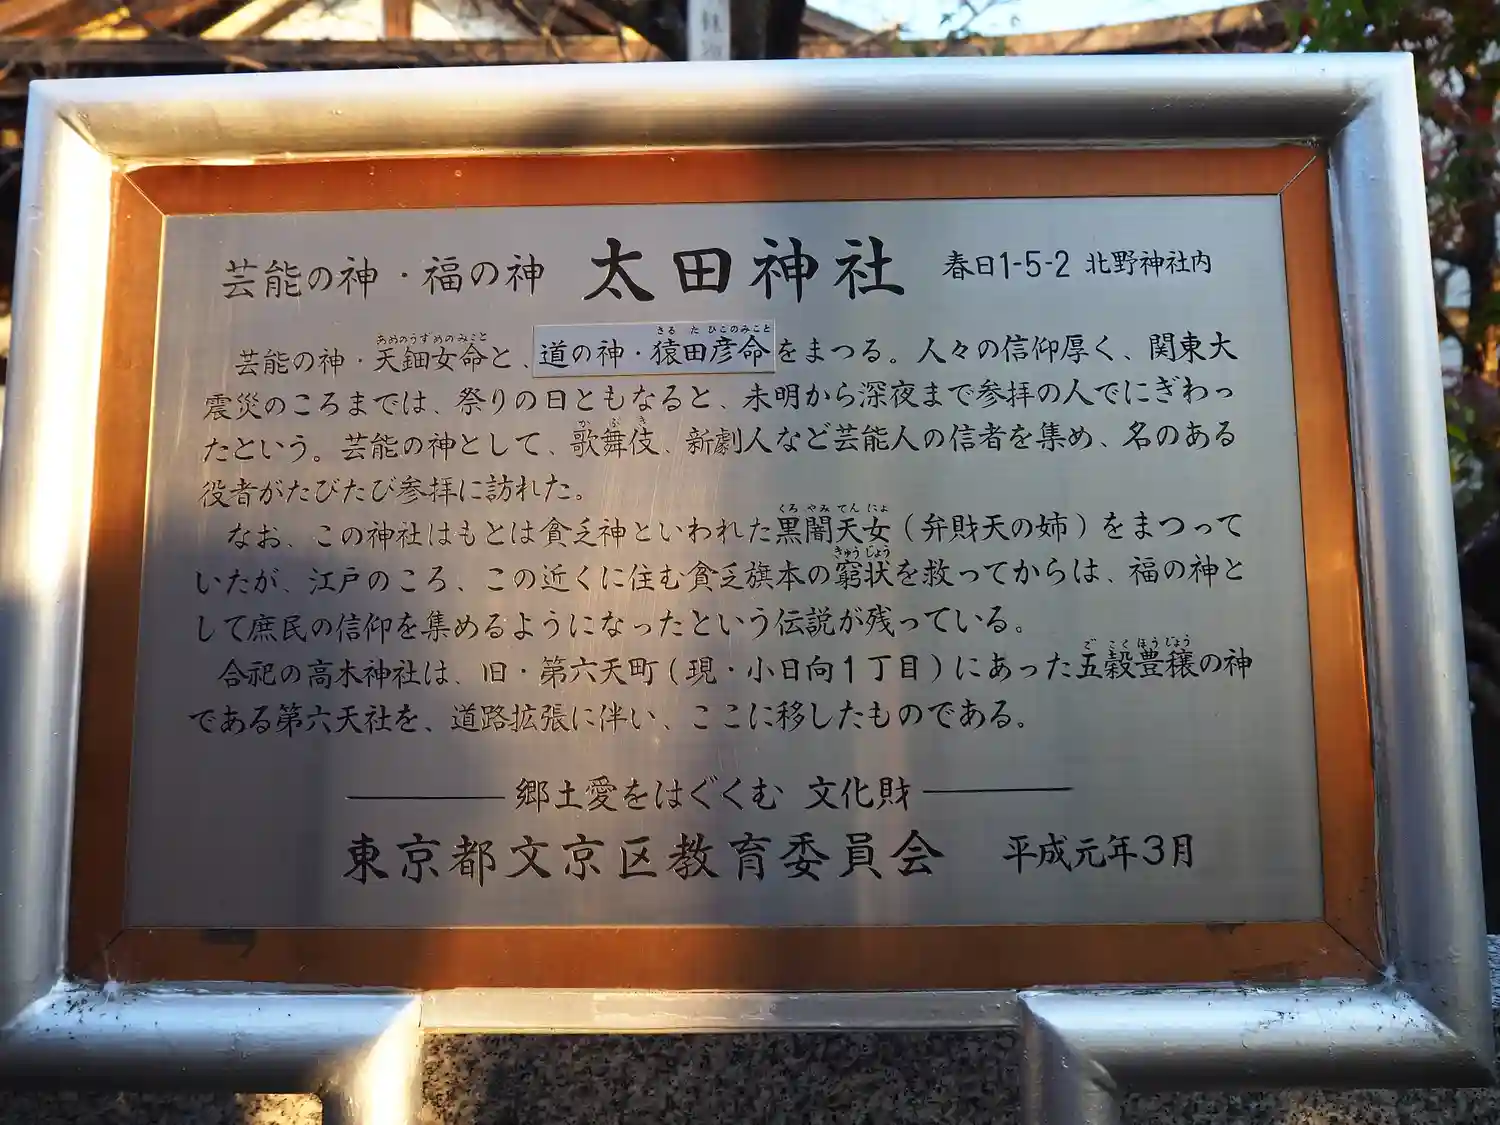 芸能の神・福の神 太田神社 春日1-5-2 北野神社内
あめのうずめのみこと さる た ひこのみこと
芸能の神・天鈿女命と、道の神・猿田彦命をまつる。人々の信仰厚く、関東大
震災のころまでは、祭りの日ともなると、未明から深夜まで参拝の人でにぎわっ
か ぶ き
たという。芸能の神として、歌舞伎、新劇人など芸能人の信者を集め、名のある
役者がたびたび参拝に訪れた。
くろ やみ てん にょ
なお、この神社はもとは貧乏神といわれた黒闇天女(弁財天の姉)をまつって
きゅう じょう
いたが、江戸のころ、この近くに住む貧乏旗本の窮状を救ってからは、福の神と
して庶民の信仰を集めるようになったという伝説が残っている。
ご こく ほう じょう
合祀の高木神社は、旧・第六天町(現・小日向1丁目)にあった五穀豊穣の神
である第六天社を、道路拡張に伴い、ここに移したものである。
郷土愛をはぐくむ 文化財
東京都文京区教育委員会 平成元年3月